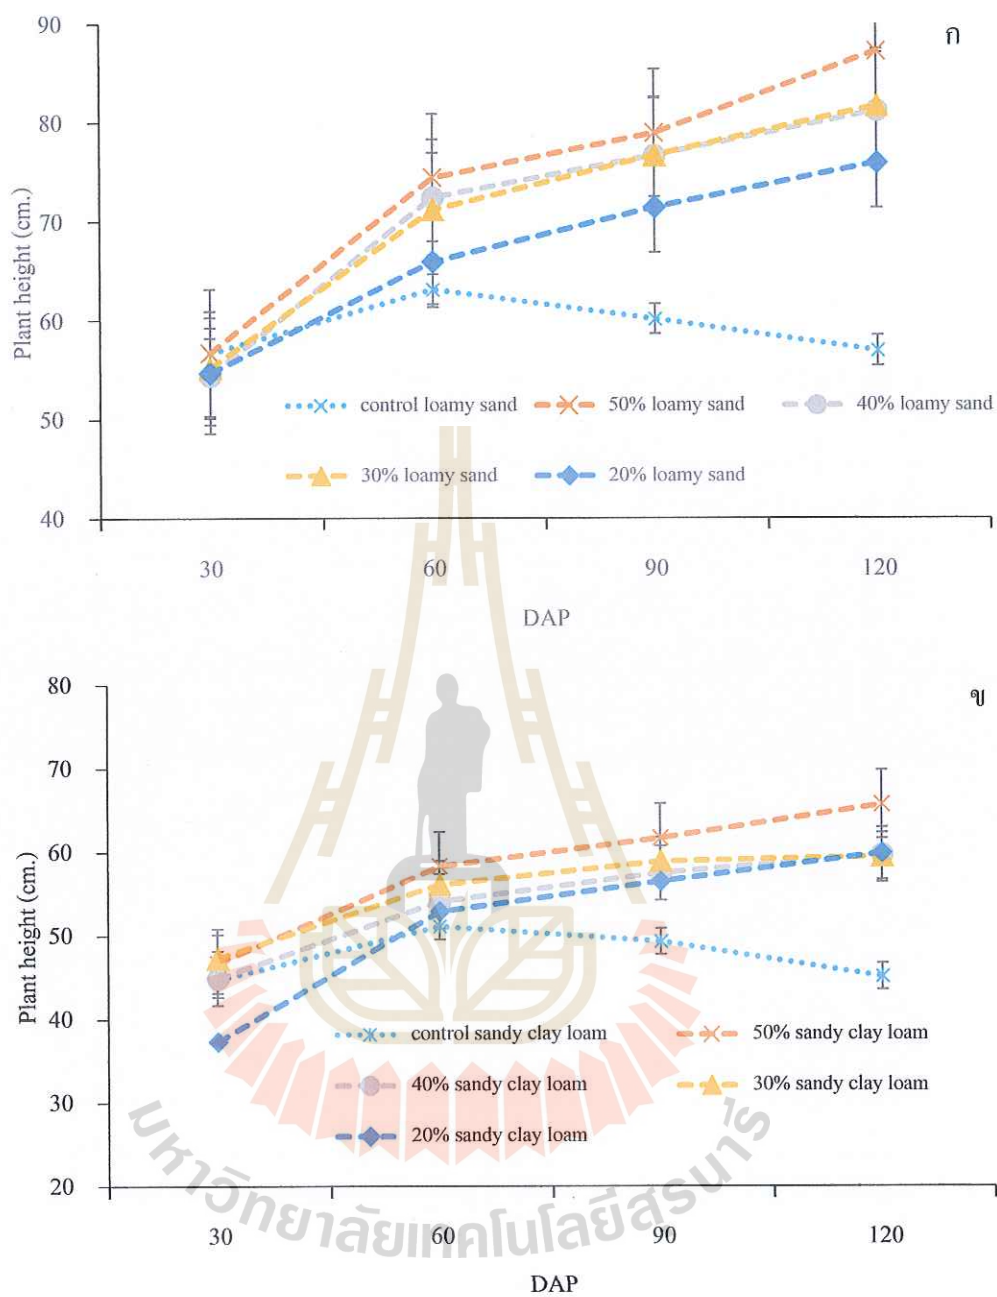 90
ก
80
70
Plant height (cm.)
60
control loamy sand
50% loamy sand
40% loamy sand
50
30% loamy sand
20% loamy sand
40
30
60
90
120
DAP
80
ข
70
60
Plant height (cm.)
50
control sandy clay loam
50% sandy clay loam
40
40% sandy clay loam
30% sandy clay loam
30
20% sandy clay loam
20
30
60
90
120
DAP
มหาวิทยาลัยเทคโนโลยีสุรนารี